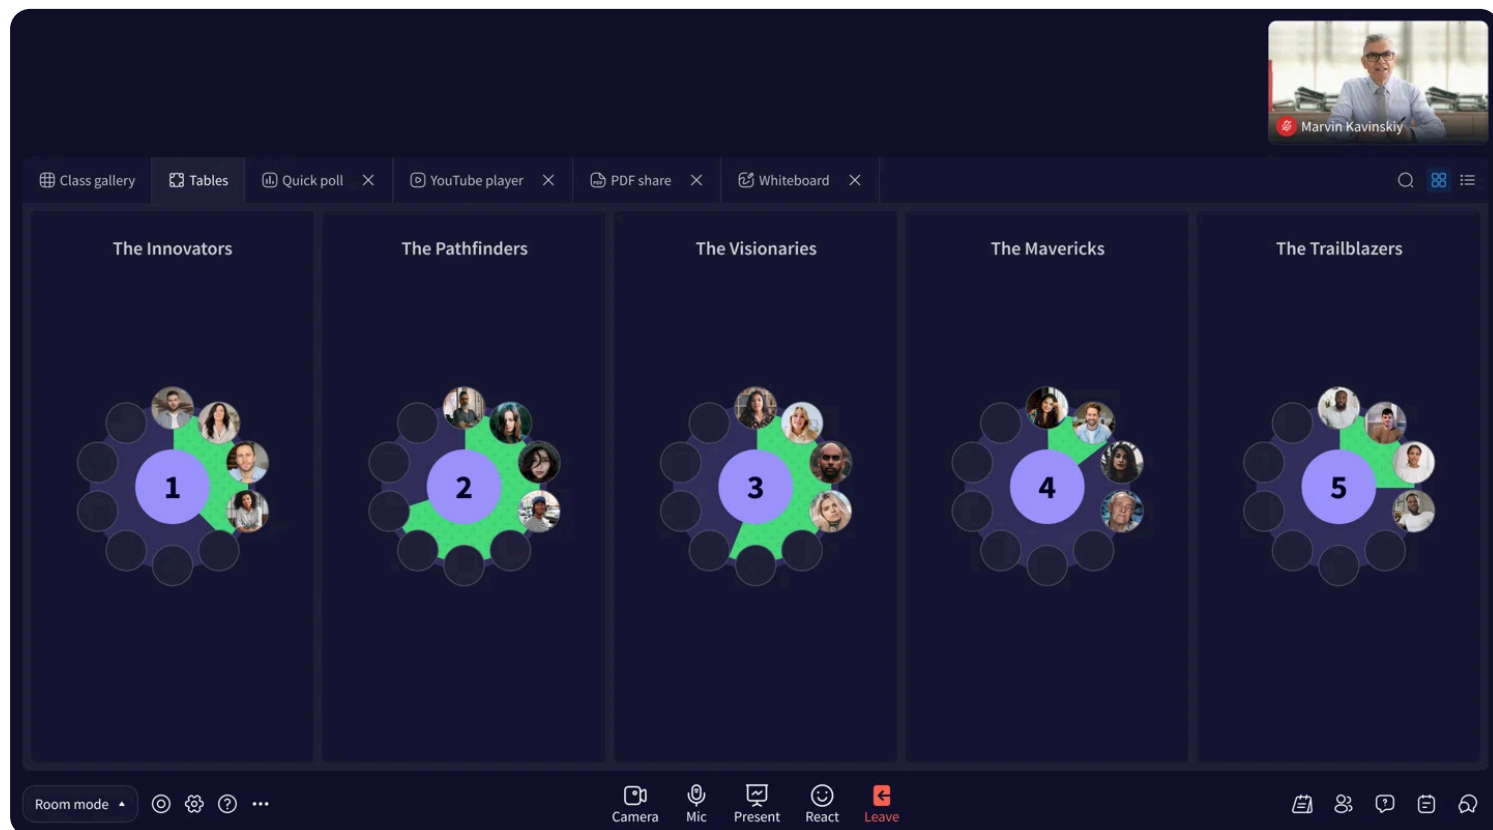 Marvin Kavinskiy
Class gallery
Tables
Quick poll
YouTube player
PDF share
Whiteboard
The Innovators
The Pathfinders
The Visionaries
The Mavericks
The Trailblazers
1
2
3
4
5
Room mode
Camera
Mic
Present
React
Leave